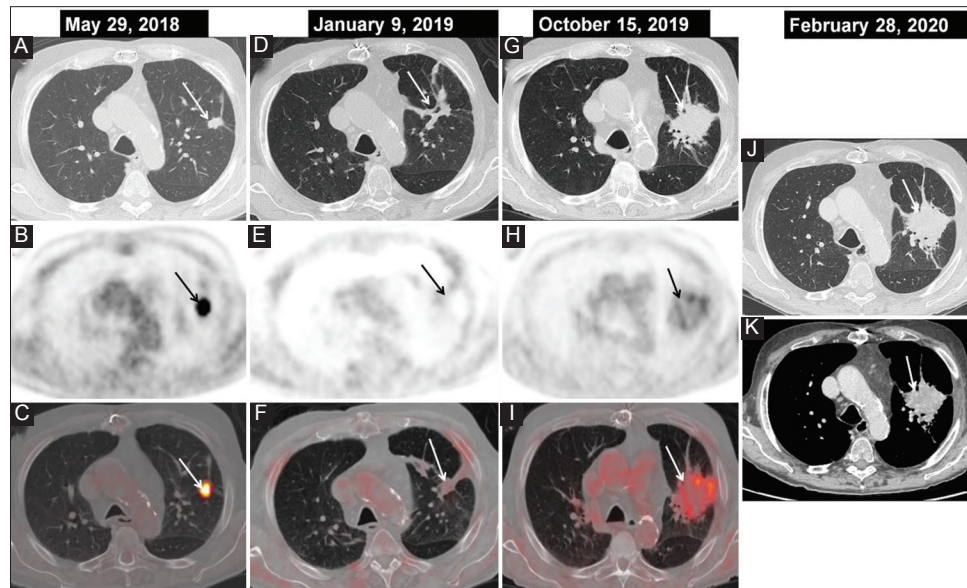 May 29, 2018
January 9, 2019
October 15, 2019
February 28, 2020
A
D
G
J
B
E
H
K
C
F
I